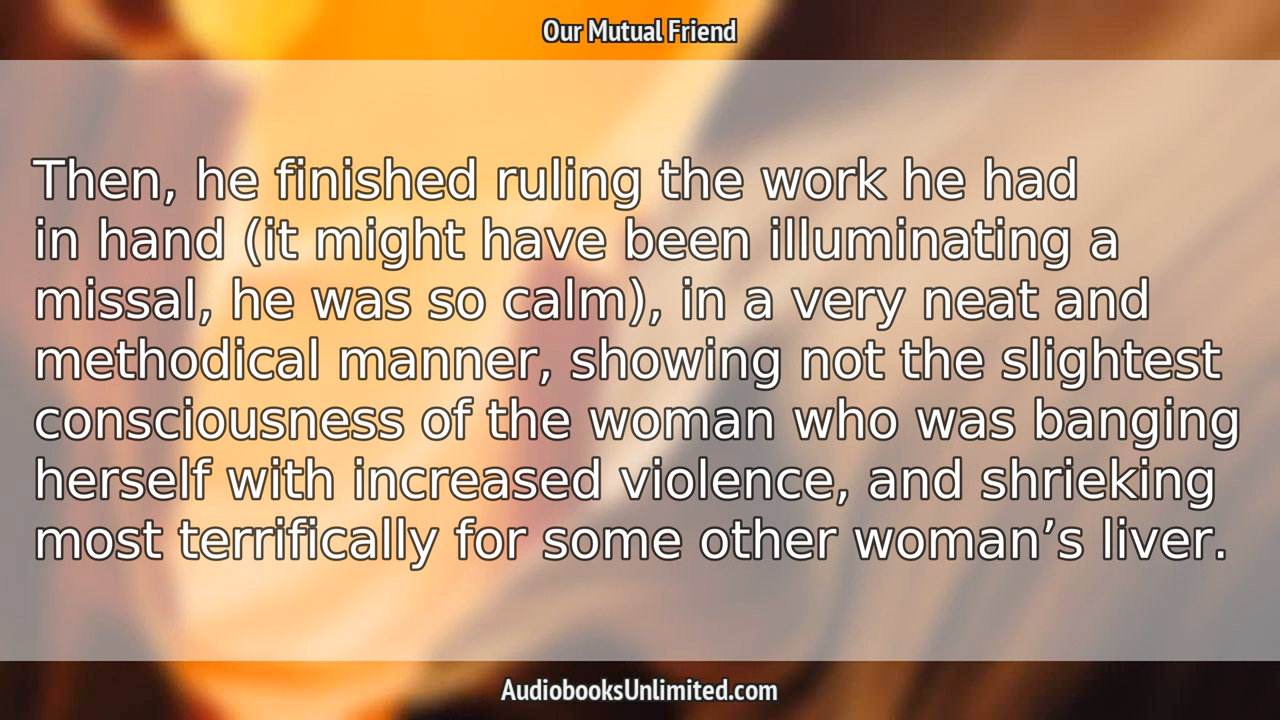 Our Mutual Friend
Then, he finished ruling the work he had
in hand (it might have been illuminating a
missal, he was so calm), in a very neat and
methodical manner, showing not the slightest
consciousness of the woman who was banging
herself with increased violence, and shrieking
most terrifically for some other woman’s liver.
AudiobooksUnlimited.com